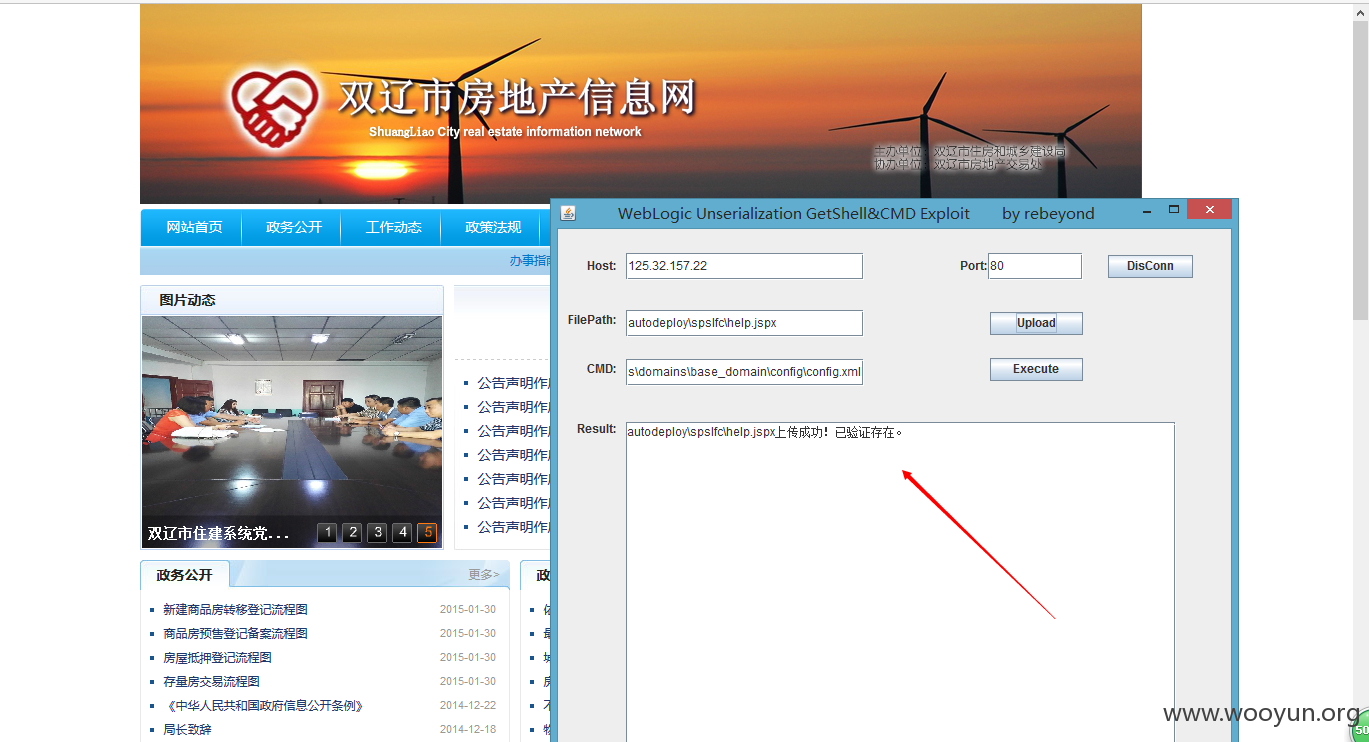 双辽市房地产信息网
ShuangLiao City real estate information network
主办单位：双辽市住房和城乡建设局
协办单位：双辽市房地产交易处
网站首页 政务公开 工作动态 政策法规
办事指南
图片动态
双辽市住建系统党...
1 2 3 4 5
公告声明作
公告声明作
公告声明作
公告声明作
公告声明作
公告声明作
公告声明作
政务公开 更多>
新建商品房转移登记流程图 2015-01-30
商品房预售登记备案流程图 2015-01-30
房屋抵押登记流程图 2015-01-30
存量房交易流程图 2015-01-30
《中华人民共和国政府信息公开条例》 2014-12-22
局长致辞 2014-12-18
政
WebLogic Unserialization GetShell&CMD Exploit by rebeyond
Host: 125.32.157.22 Port: 80 DisConn
FilePath: autodeploy\spslfc\help.jspx Upload
CMD: s\domains\base_domain\config\config.xml Execute
Result: autodeploy\spslfc\help.jspx上传成功！已验证存在。
www.wooyun.org
50